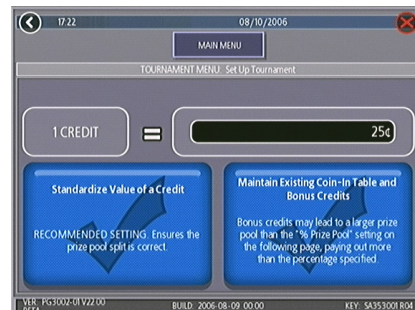 17:22
08/10/2006
MAIN MENU
TOURNAMENT MENU: Set Up Tournament
1 CREDIT
=
25¢
Standardize Value of a Credit
RECOMMENDED SETTING. Ensures the
prize pool split is correct.
Maintain Existing Coin-In Table and
Bonus Credits
Bonus credits may lead to a larger prize
pool than the "% Prize Pool" setting on
the following page, paying out more
than the percentage specified.
VER: PG3002-01 V22.00
BETA
BUILD: 2006-08-09 00:00
KEY: SA353001 R04